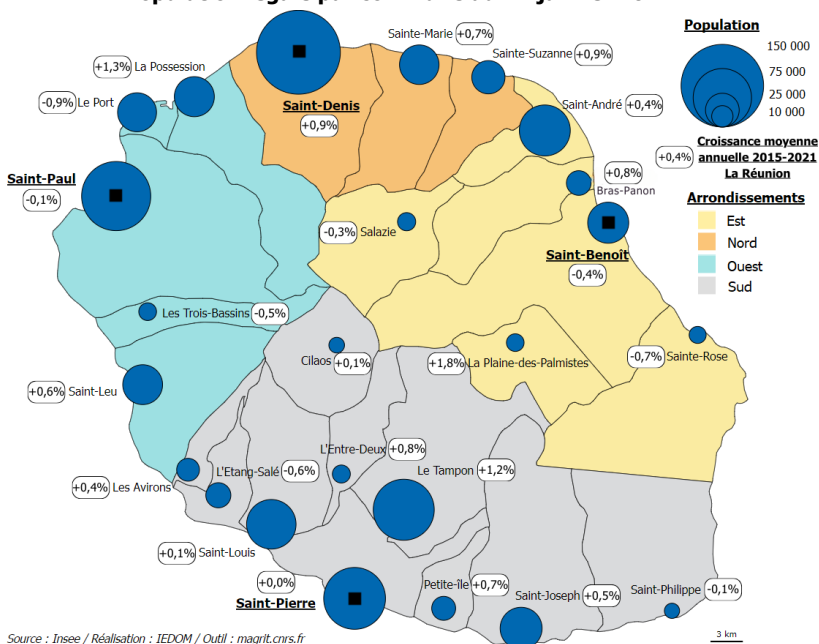 Sainte-Marie +0,7%
Sainte-Suzanne +0,9%
+1,3% La Possession
-0,9% Le Port
Saint-Denis
+0,9%
Saint-André +0,4%
Saint-Paul
-0,1%
+0,8%
Bras-Panon
-0,3% Salazie
Saint-Benoît
-0,4%
Les Trois-Bassins -0,5%
Cilaos +0,1%
+1,8% La Plaine-des-Palmistes
-0,7% Sainte-Rose
+0,6% Saint-Leu
L'Entre-Deux +0,8%
L'Etang-Salé -0,6%
Le Tampon +1,2%
+0,4% Les Avirons
+0,1% Saint-Louis
+0,0%
Saint-Pierre
Petite-île +0,7%
Saint-Joseph +0,5%
Saint-Philippe -0,1%
Population
150 000
75 000
25 000
10 000
+0,4%
Croissance moyenne
annuelle 2015-2021
La Réunion
Arrondissements
Est
Nord
Ouest
Sud
3 km
Source : Insee / Réalisation : IEDOM / Outil : magrit.cnrs.fr